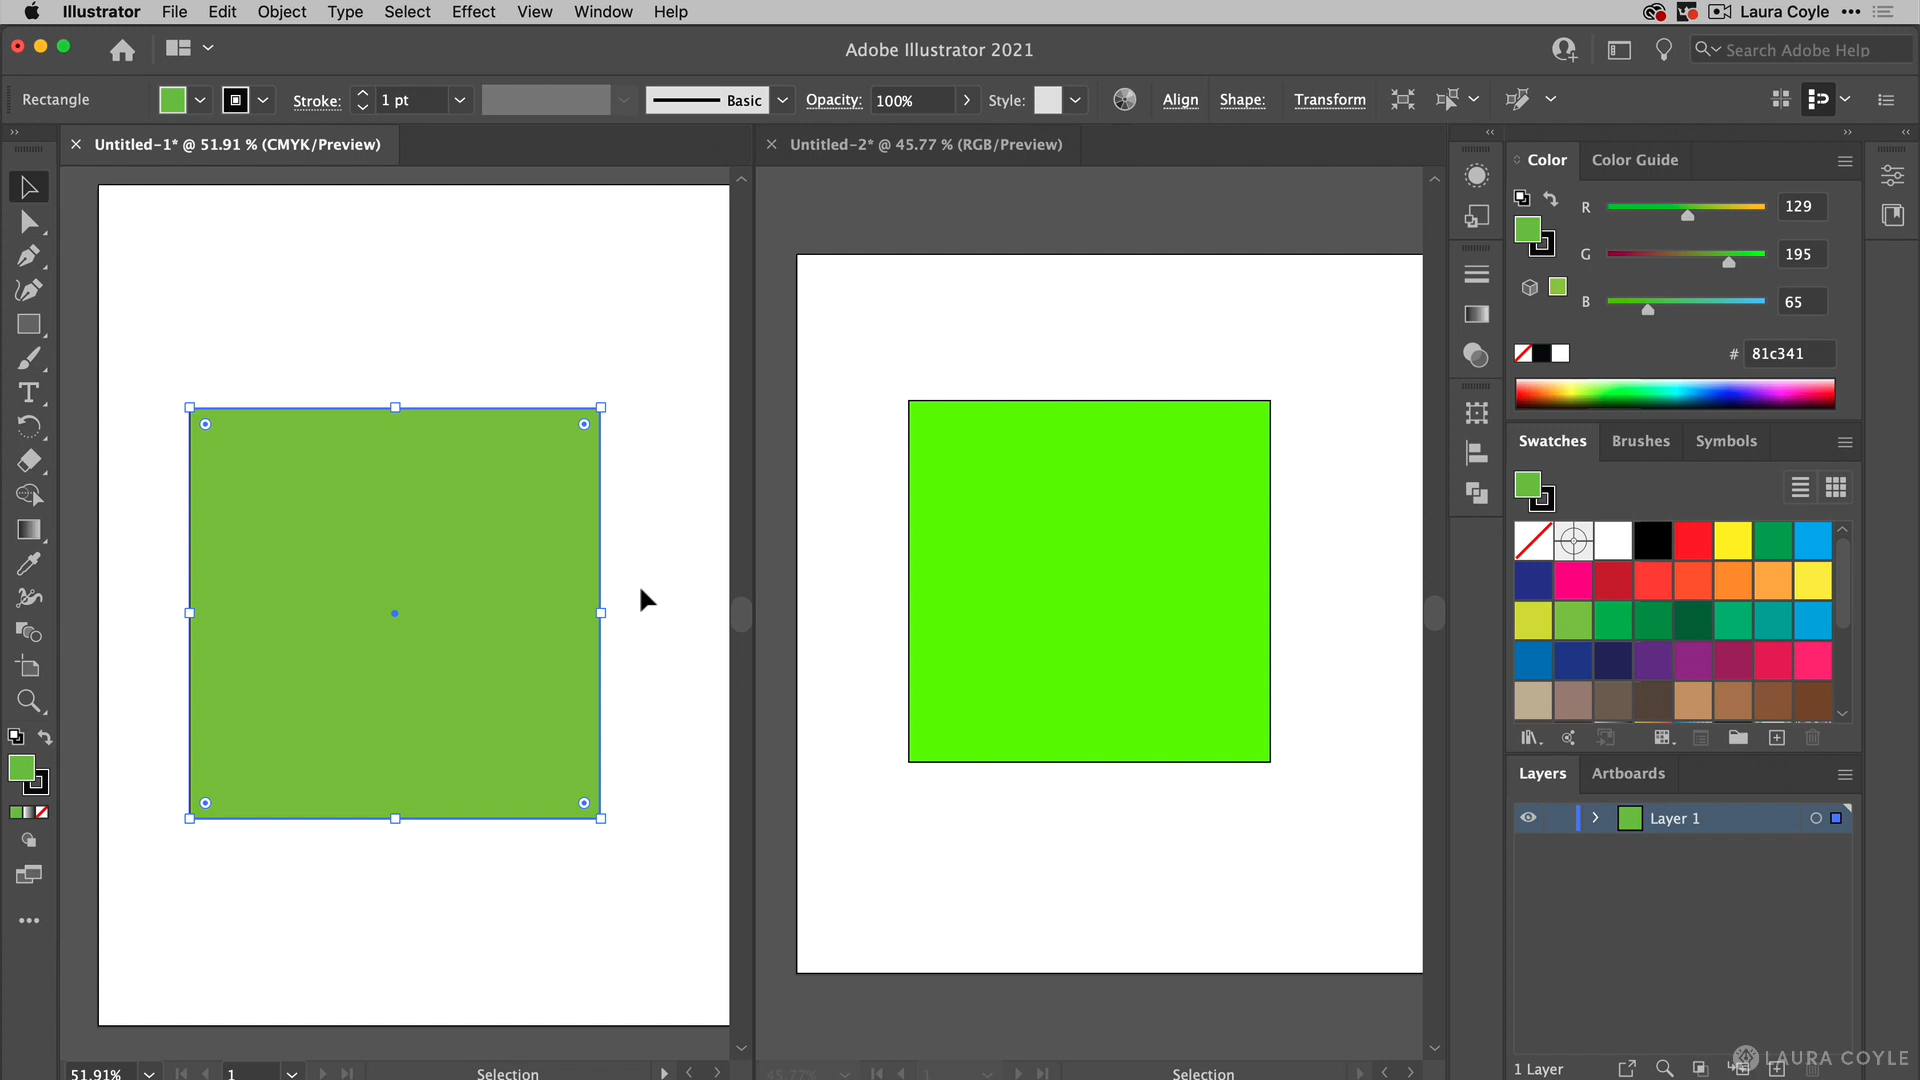 Illustrator File Edit Object Type Select Effect View Window Help Laura Coyle
Adobe Illustrator 2021
Search Adobe Help
Rectangle Stroke: 1 pt Basic Opacity: 100% Style: Align Shape: Transform
Untitled-1* @ 51.91 % (CMYK/Preview)
Untitled-2* @ 45.77 % (RGB/Preview)
Color Color Guide
R 129
G 195
B 65
# 81c341
Swatches Brushes Symbols
Layers Artboards
Layer 1
LAURA COYLE
1 Layer
51.91% 1 Selection
45.77% 1 Selection